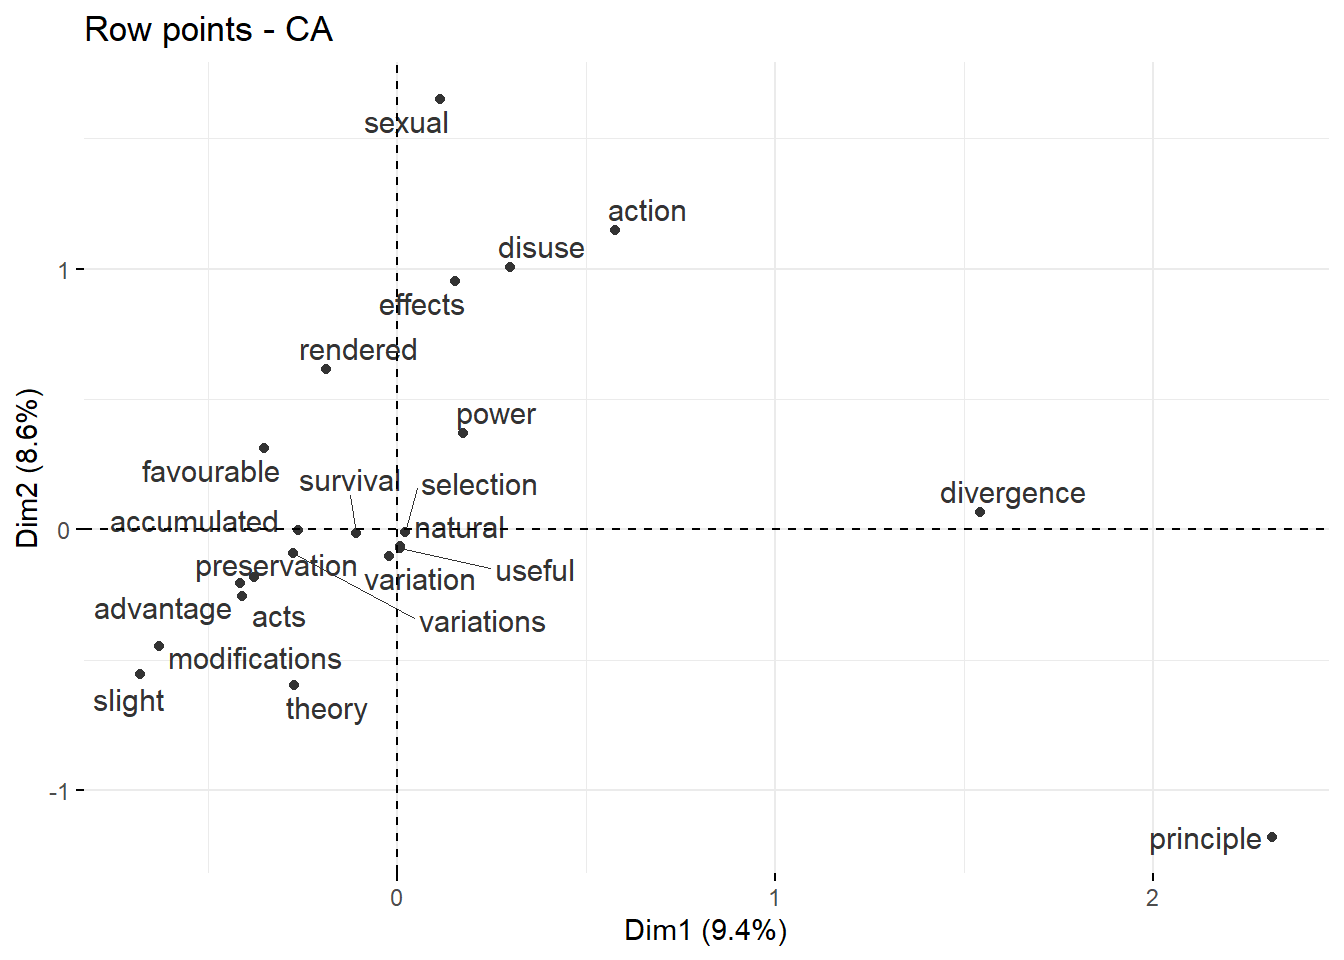 Row points - CA
sexual
action
disuse
1
effects
rendered
power
favourable
survival
selection
divergence
accumulated
natural
0
preservation
useful
variation
advantage
acts
variations
modifications
slight
theory
-1
principle
0
1
2
Dim1 (9.4%)
Dim2 (8.6%)